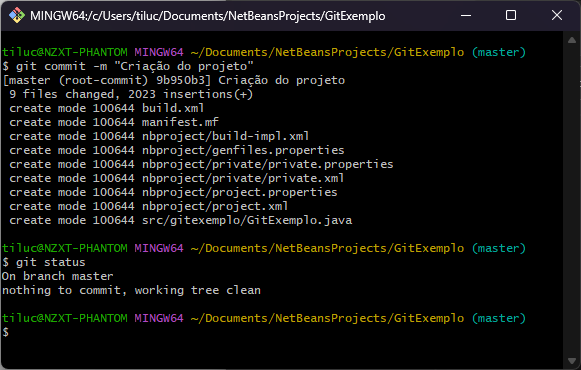 MINGW64:/c/Users/tiluc/Documents/NetBeansProjects/GitExemplo
tiluc@NZXT-PHANTOM MINGW64 ~/Documents/NetBeansProjects/GitExemplo (master)
$ git commit -m "Criação do projeto"
[master (root-commit) 9b950b3] Criação do projeto
 9 files changed, 2023 insertions(+)
 create mode 100644 build.xml
 create mode 100644 manifest.mf
 create mode 100644 nbproject/build-impl.xml
 create mode 100644 nbproject/genfiles.properties
 create mode 100644 nbproject/private/private.properties
 create mode 100644 nbproject/private/private.xml
 create mode 100644 nbproject/project.properties
 create mode 100644 nbproject/project.xml
 create mode 100644 src/gitexemplo/GitExemplo.java
tiluc@NZXT-PHANTOM MINGW64 ~/Documents/NetBeansProjects/GitExemplo (master)
$ git status
On branch master
nothing to commit, working tree clean
tiluc@NZXT-PHANTOM MINGW64 ~/Documents/NetBeansProjects/GitExemplo (master)
$